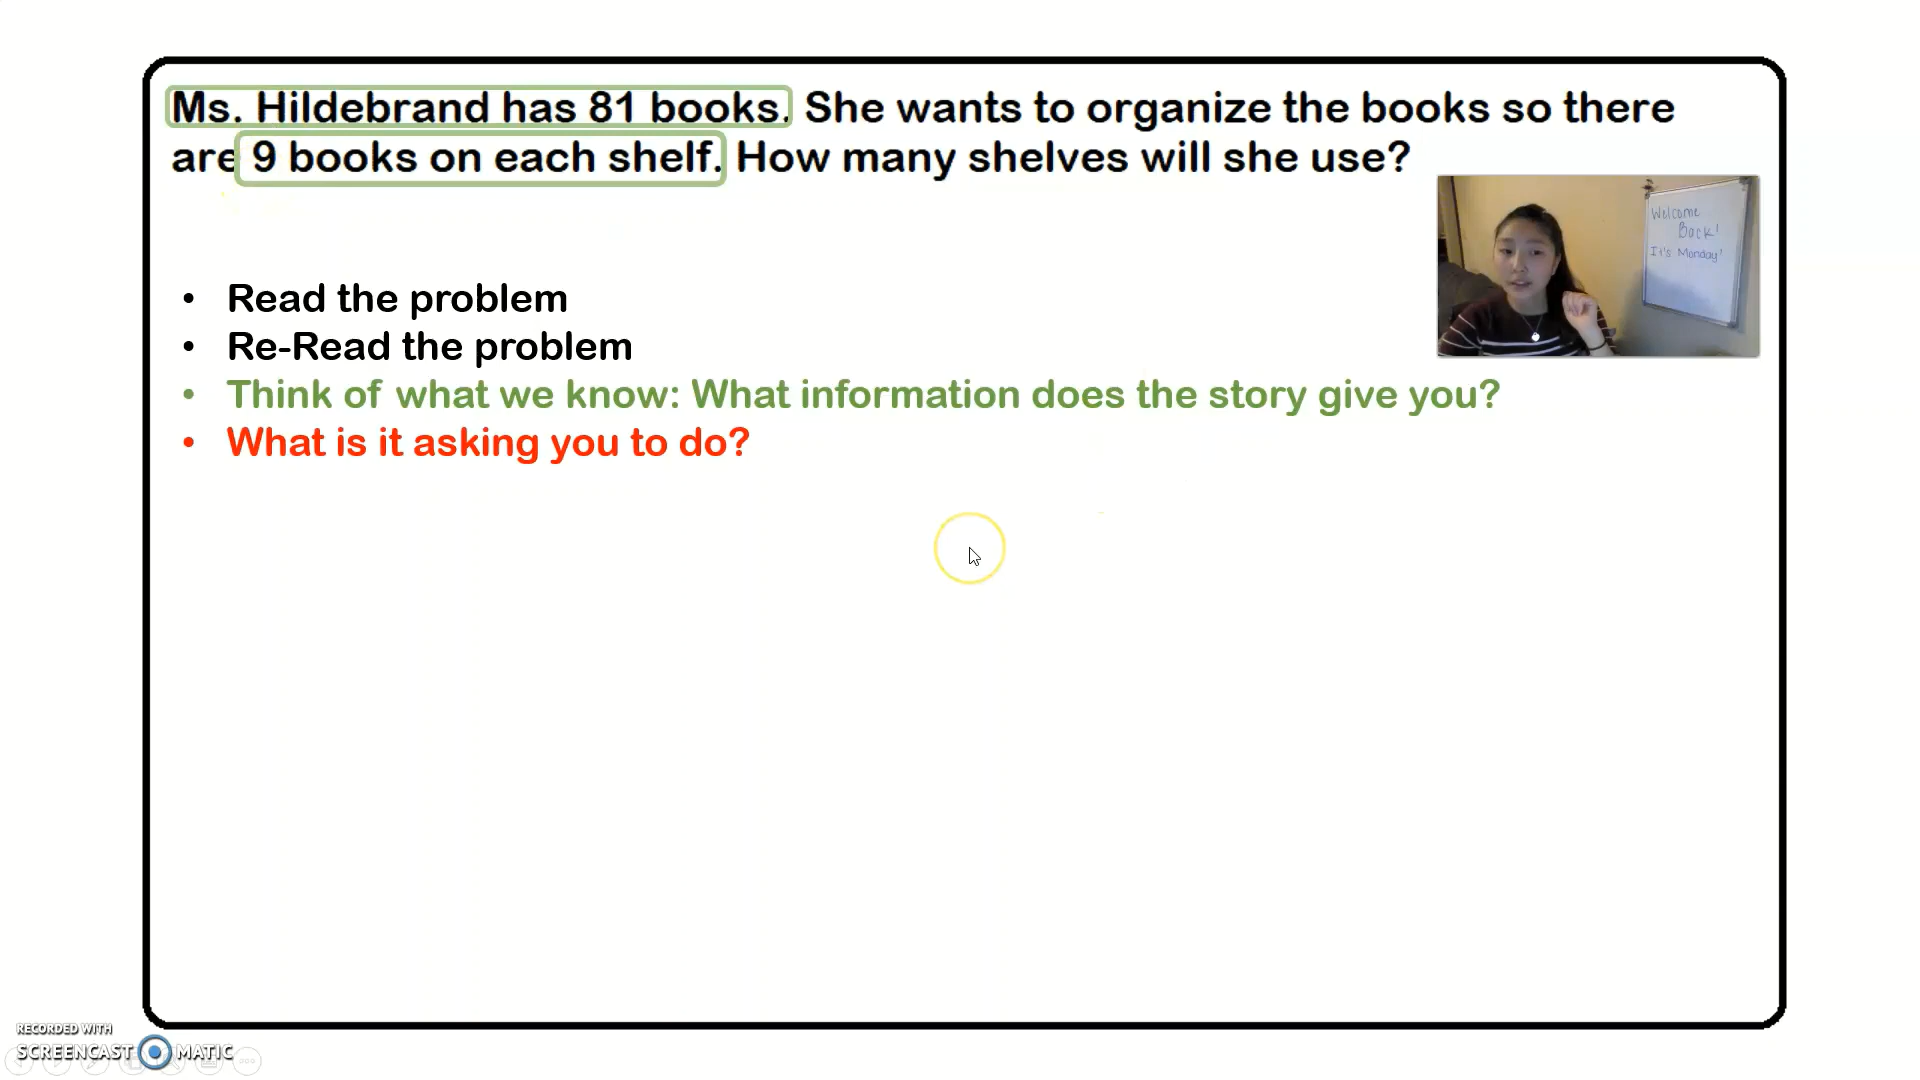 Ms. Hildebrand has 81 books. She wants to organize the books so there
are 9 books on each shelf. How many shelves will she use?
Welcome
Back!
It's Monday!
• Read the problem
• Re-Read the problem
• Think of what we know: What information does the story give you?
• What is it asking you to do?
RECORDED WITH
SCREENCAST MATIC